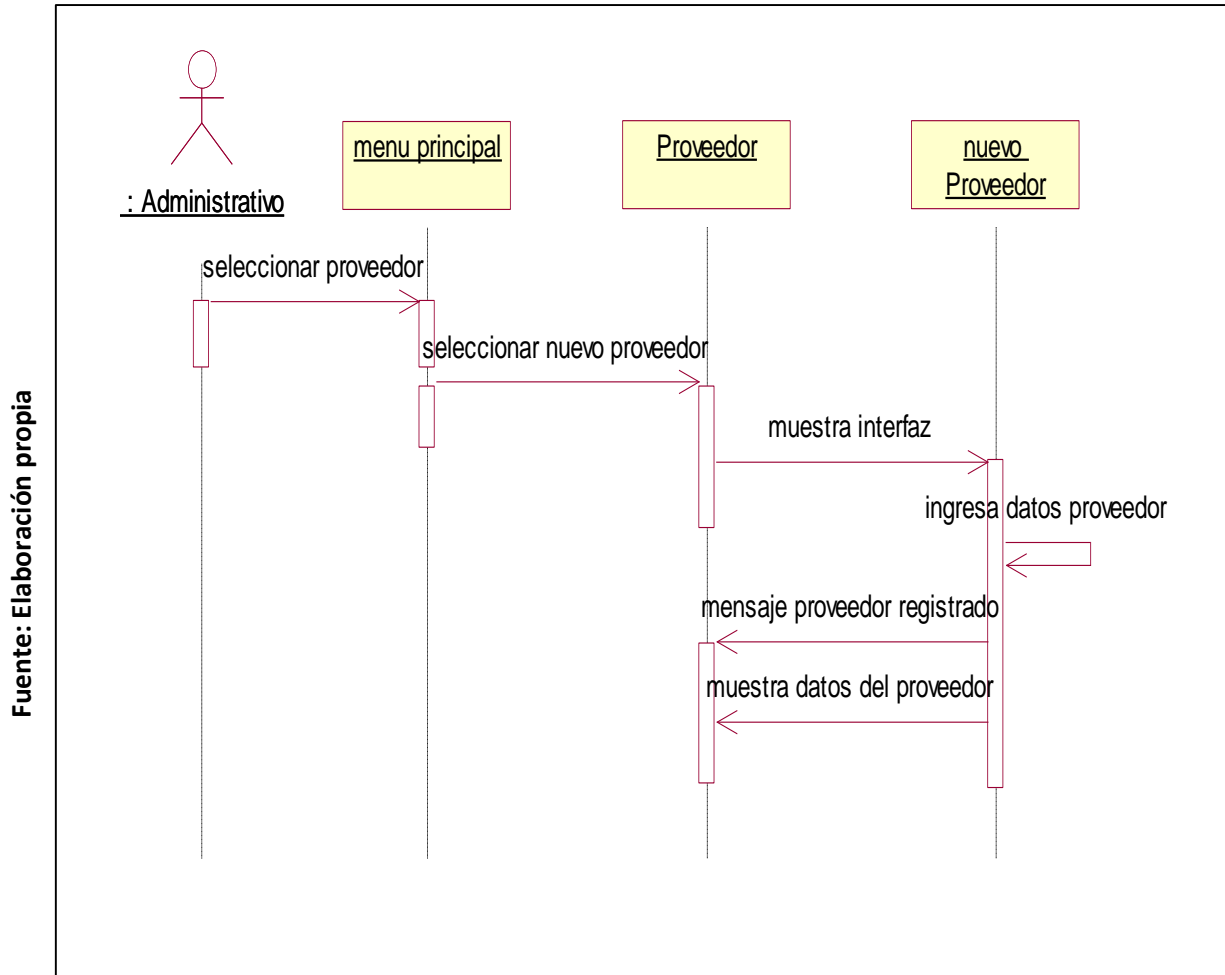 : Administrativo
menu principal
Proveedor
nuevo
Proveedor
seleccionar proveedor
seleccionar nuevo proveedor
muestra interfaz
ingresa datos proveedor
mensaje proveedor registrado
muestra datos del proveedor
Fuente: Elaboración propia